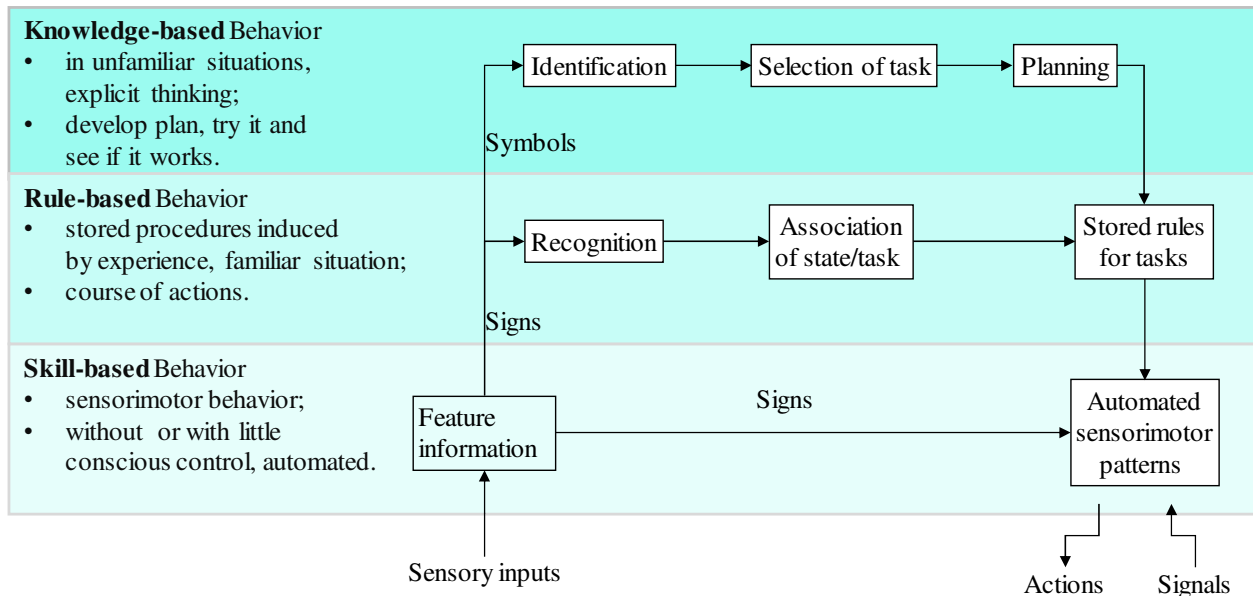 Knowledge-based Behavior
• in unfamiliar situations,
explicit thinking;
• develop plan, try it and
see if it works.
Identification
Selection of task
Planning
Symbols
Rule-based Behavior
• stored procedures induced
by experience, familiar situation;
• course of actions.
Recognition
Association
of state/task
Stored rules
for tasks
Signs
Skill-based Behavior
• sensorimotor behavior;
• without or with little
conscious control, automated.
Feature
information
Signs
Automated
sensorimotor
patterns
Sensory inputs
Actions
Signals